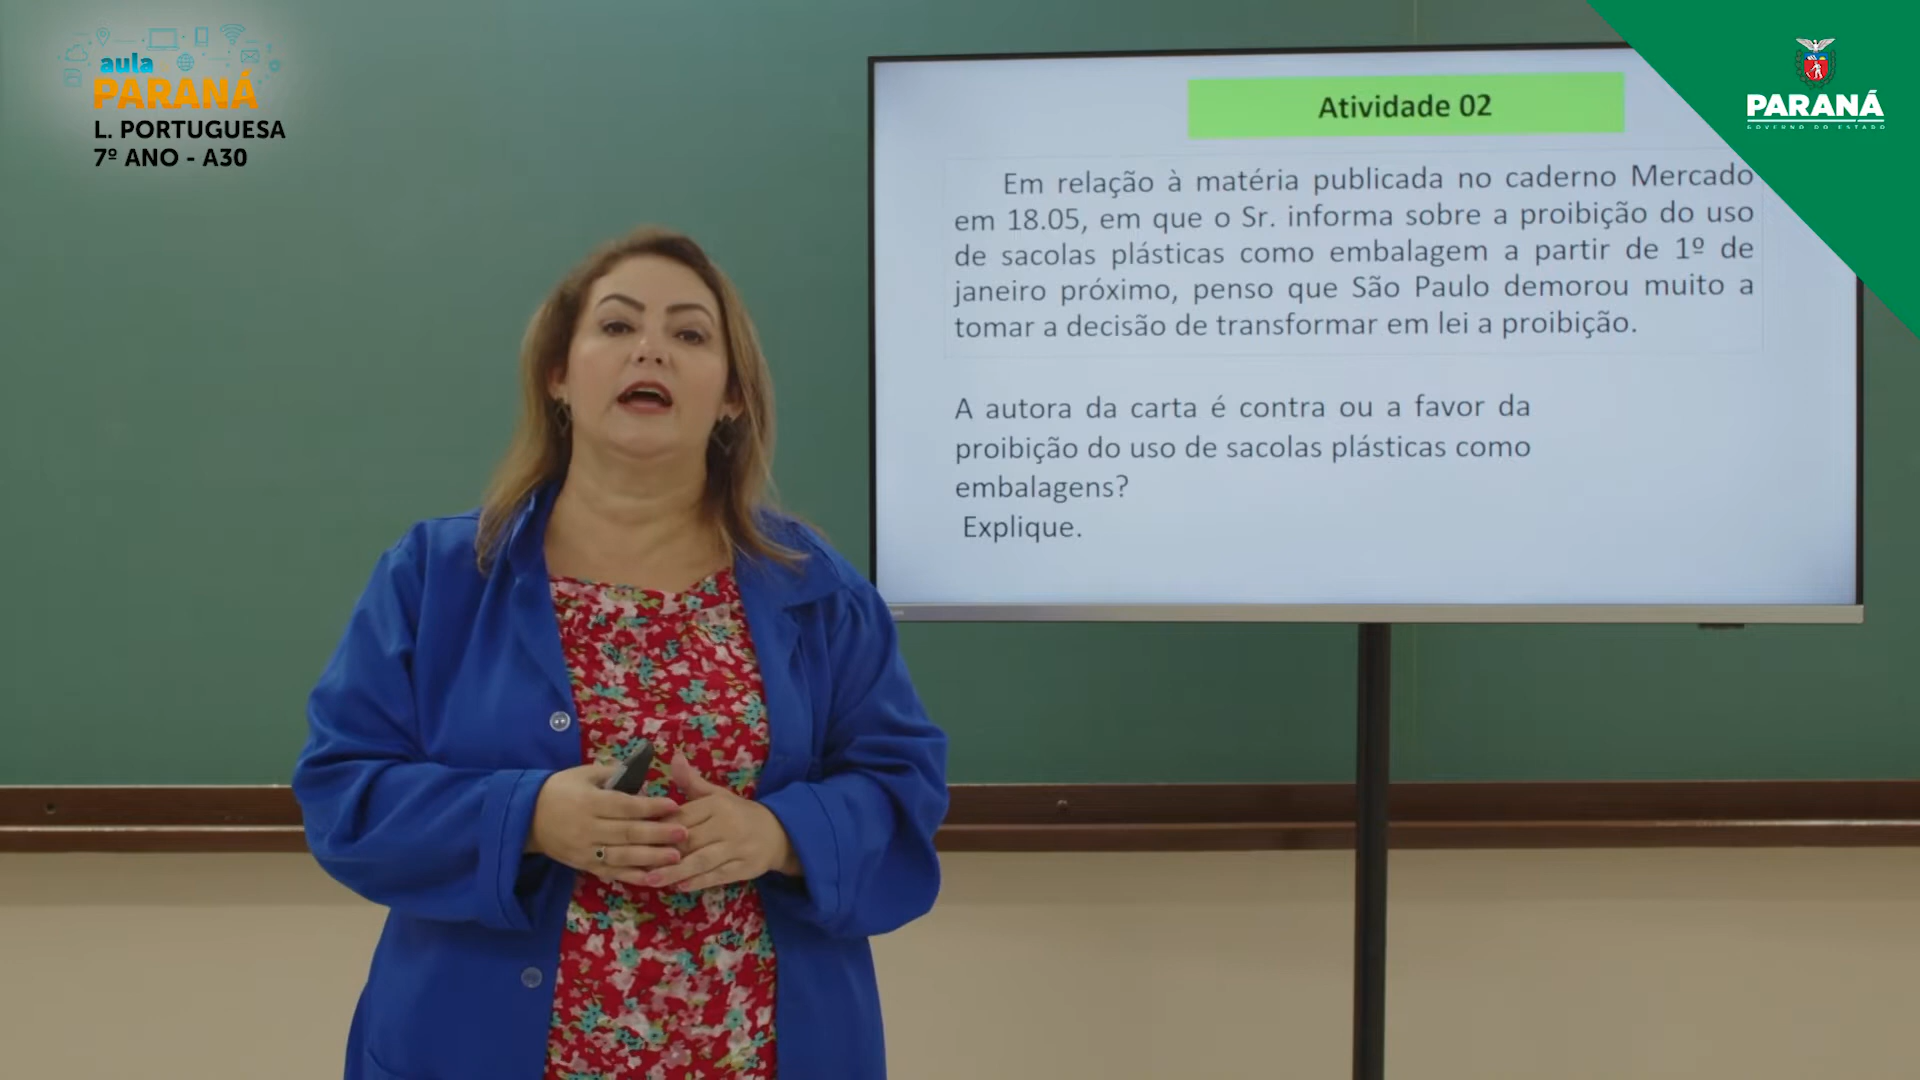 aula
PARANÁ
L. PORTUGUESA
7º ANO - A30
PARANÁ
GOVERNO DO ESTADO
Atividade 02
Em relação à matéria publicada no caderno Mercado
em 18.05, em que o Sr. informa sobre a proibição do uso
de sacolas plásticas como embalagem a partir de 1º de
janeiro próximo, penso que São Paulo demorou muito a
tomar a decisão de transformar em lei a proibição.
A autora da carta é contra ou a favor da
proibição do uso de sacolas plásticas como
embalagens?
Explique.